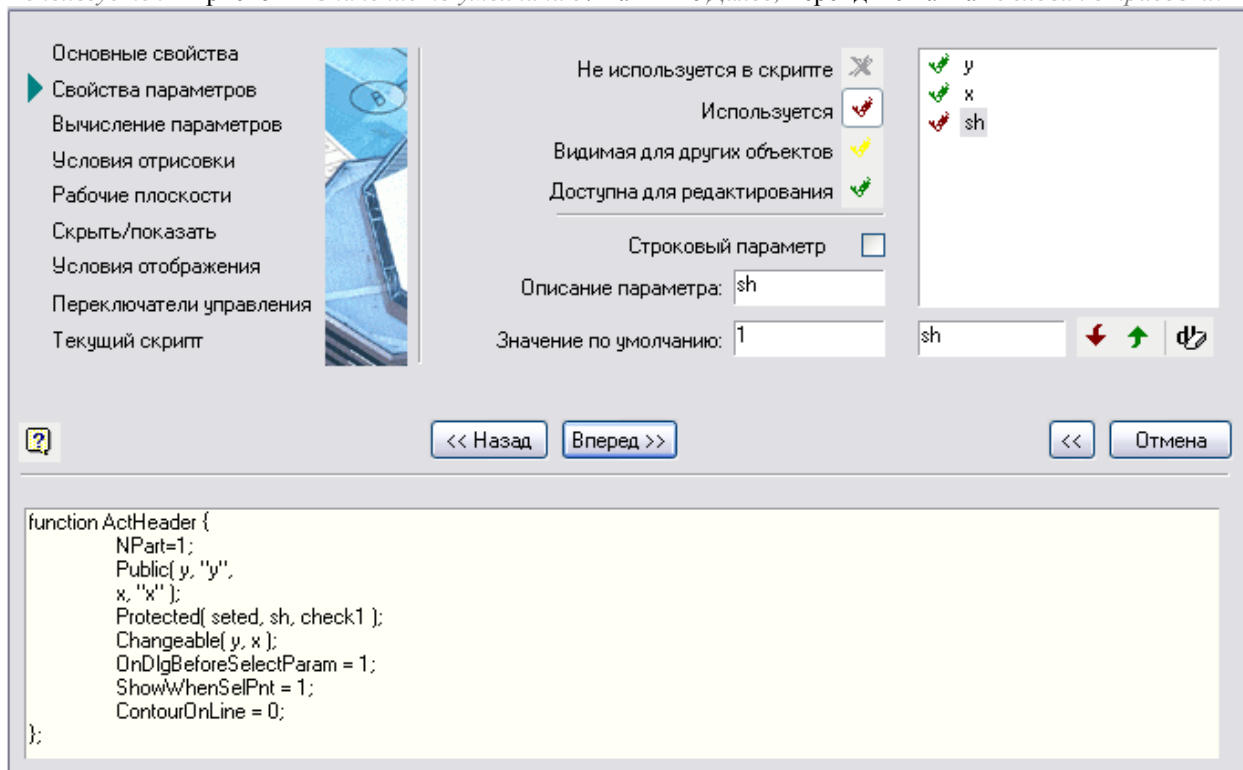 Основные свойства
Свойства параметров
Вычисление параметров
Условия отрисовки
Рабочие плоскости
Скрыть/показать
Условия отображения
Переключатели управления
Текущий скрипт
B
Не используется в скрипте
Используется
Видимая для других объектов
Доступна для редактирования
Строковый параметр
Описание параметра: sh
Значение по умолчанию: 1
y
x
sh
sh
<< Назад
Вперед >>
<<
Отмена
function ActHeader {
NPart=1;
Public( y, "y",
x, "x" );
Protected( seted, sh, check1 );
Changeable( y, x );
OnDlgBeforeSelectParam = 1;
ShowWhenSelPnt = 1;
ContourOnLine = 0;
};